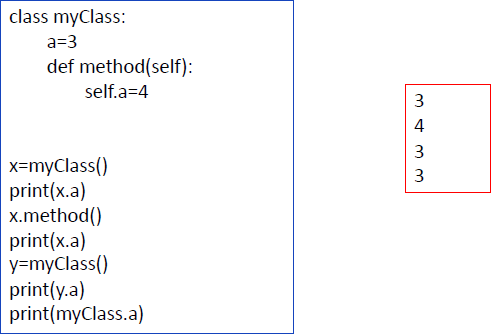 class myClass:
a=3
def method(self):
self.a=4
x=myClass()
print(x.a)
x.method()
print(x.a)
y=myClass()
print(y.a)
print(myClass.a)
3
4
3
3